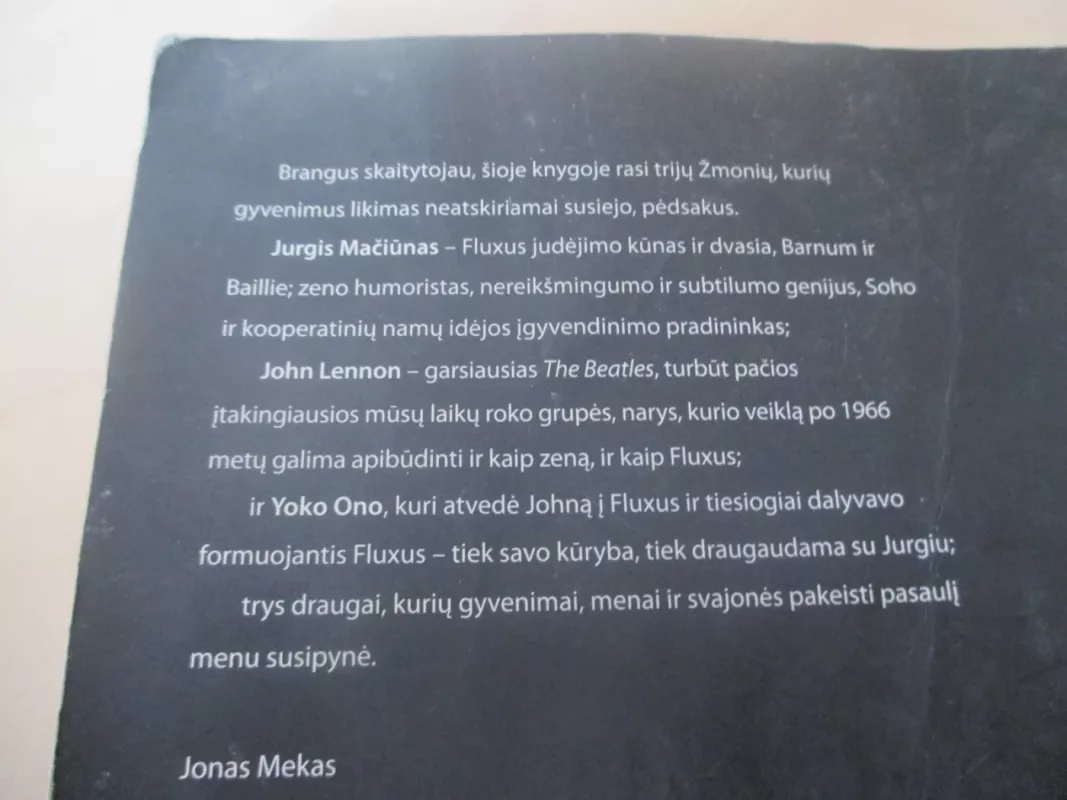 Brangus skaitytojau, šioje knygoje rasi trijų Žmonių, kurių
gyvenimus likimas neatskiriamai susiejo, pėdsakus.
Jurgis Mačiūnas – Fluxus judėjimo kūnas ir dvasia, Barnum ir
Baillie; zeno humoristas, nereikšmingumo ir subtilumo genijus, Soho
ir kooperatinių namų idėjos įgyvendinimo pradininkas;
John Lennon – garsiausias The Beatles, turbūt pačios
įtakingiausios mūsų laikų roko grupės, narys, kurio veiklą po 1966
metų galima apibūdinti ir kaip zeną, ir kaip Fluxus;
ir Yoko Ono, kuri atvedė Johną į Fluxus ir tiesiogiai dalyvavo
formuojantis Fluxus – tiek savo kūryba, tiek draugaudama su Jurgiu;
trys draugai, kurių gyvenimai, menai ir svajonės pakeisti pasaulį
menu susipynė.
Jonas Mekas